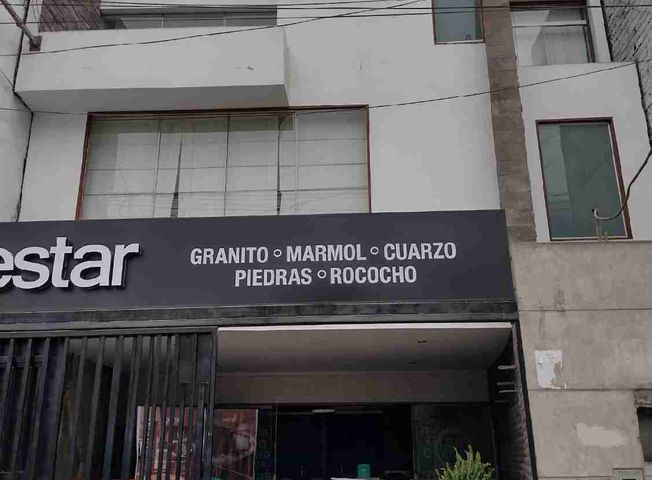 estar
GRANITO ° MARMOL ° CUARZO
PIEDRAS ° ROCOCHO